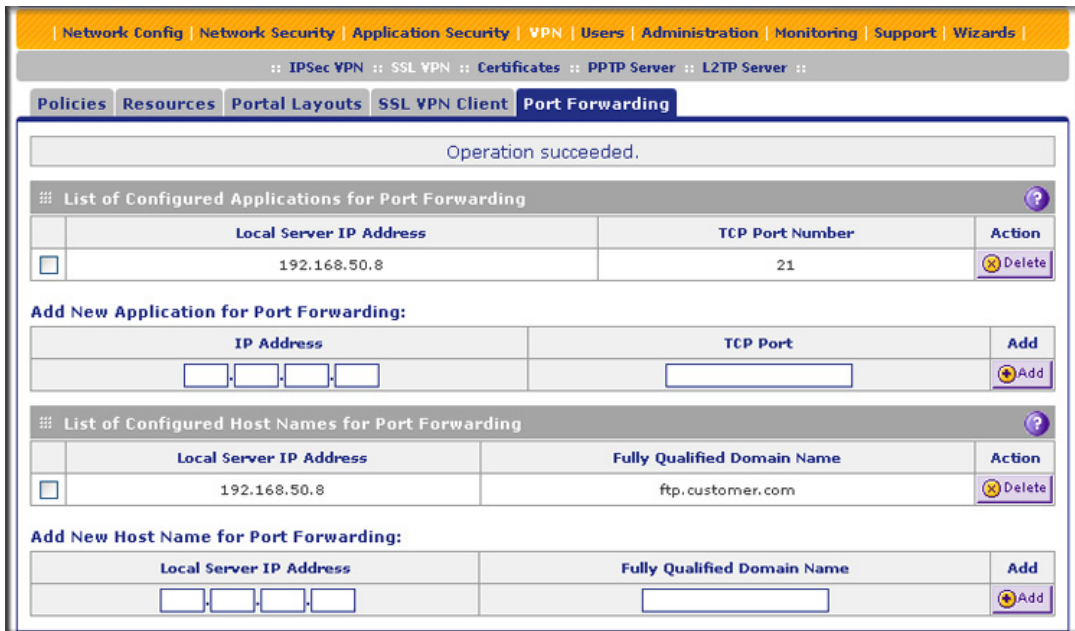 | Network Config | Network Security | Application Security | VPN | Users | Administration | Monitoring | Support | Wizards |
:: IPSec VPN :: SSL VPN :: Certificates :: PPTP Server :: L2TP Server ::
Policies Resources Portal Layouts SSL VPN Client Port Forwarding
Operation succeeded.
List of Configured Applications for Port Forwarding ?
Local Server IP Address TCP Port Number Action
192.168.50.8 21 Delete
Add New Application for Port Forwarding:
IP Address TCP Port Add
. . . Add
List of Configured Host Names for Port Forwarding ?
Local Server IP Address Fully Qualified Domain Name Action
192.168.50.8 ftp.customer.com Delete
Add New Host Name for Port Forwarding:
Local Server IP Address Fully Qualified Domain Name Add
. . . Add